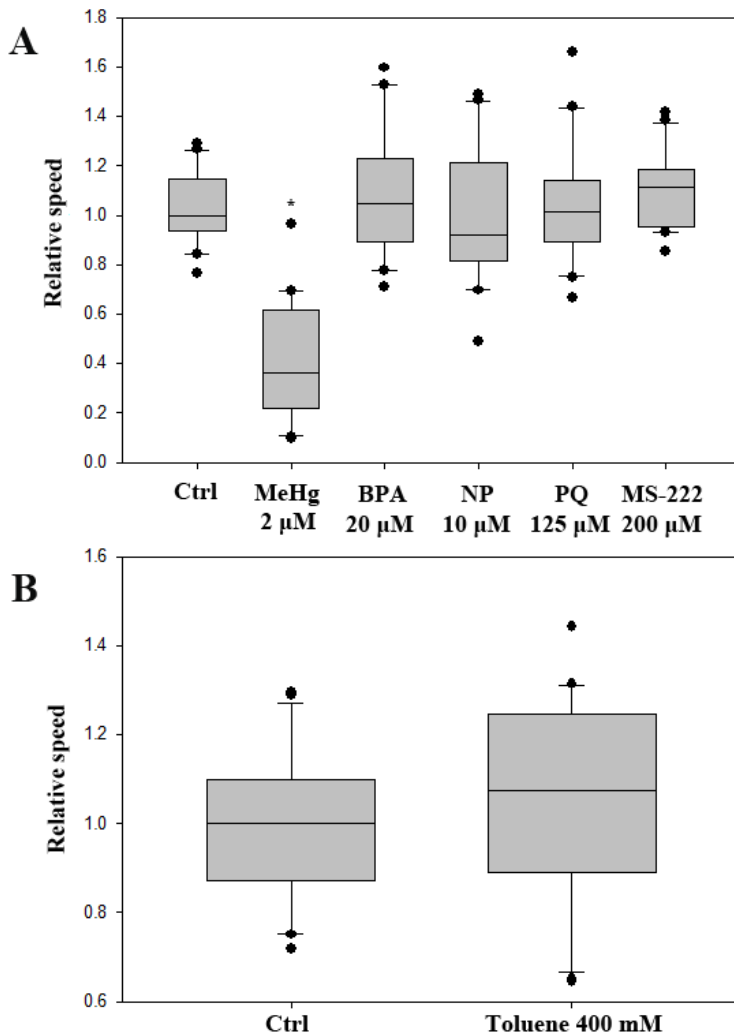 A
Relative speed
1.8
1.6
1.4
1.2
1.0
0.8
0.6
0.4
0.2
0.0
*
Ctrl MeHg BPA NP PQ MS-222
2 μM 20 μM 10 μM 125 μM 200 μM
B
Relative speed
1.6
1.4
1.2
1.0
0.8
0.6
Ctrl Toluene 400 mM